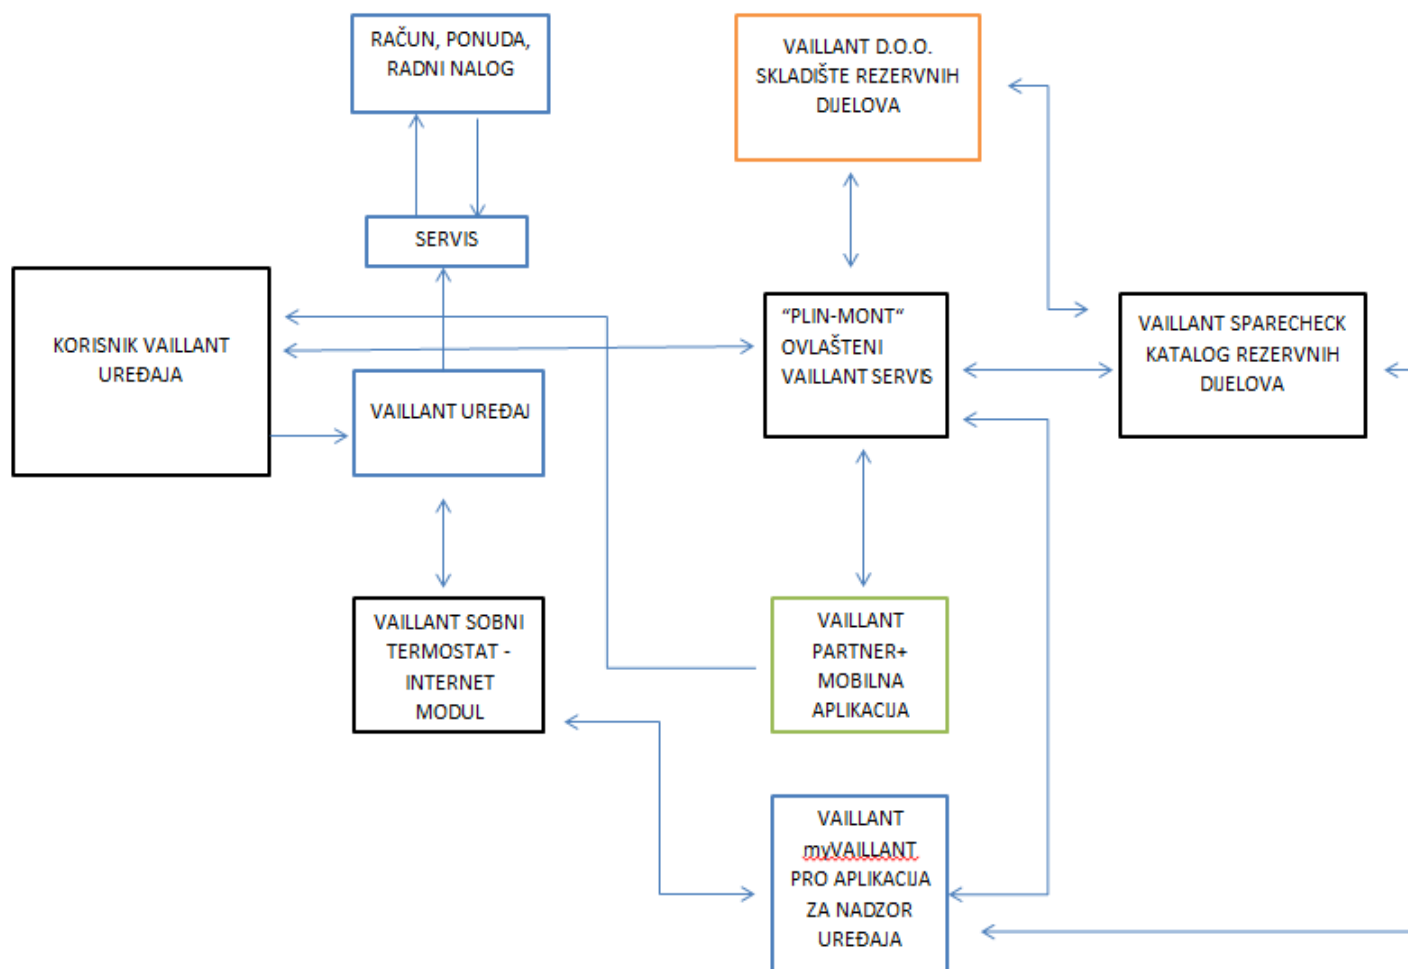 RAČUN, PONUDA,
RADNI NALOG
VAILLANT D.O.O.
SKLADIŠTE REZERVNIH
DIJELOVA
SERVIS
KORISNIK VAILLANT
UREĐAJA
"PLIN-MONT"
OVLAŠTENI
VAILLANT SERVIS
VAILLANT SPARECHECK
KATALOG REZERVNIH
DIJELOVA
VAILLANT UREĐAJ
VAILLANT SOBNI
TERMOSTAT -
INTERNET
MODUL
VAILLANT
PARTNER+
MOBILNA
APLIKACIJA
VAILLANT
myVAILLANT
PRO APLIKACIJA
ZA NADZOR
UREĐAJA